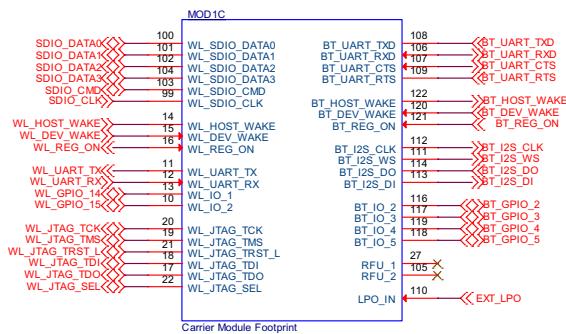 MOD1C
SDIO_DATA0 100 WL_SDIO_DATA0
SDIO_DATA1 101 WL_SDIO_DATA1
SDIO_DATA2 102 WL_SDIO_DATA2
SDIO_DATA3 104 WL_SDIO_DATA3
SDIO_CMD 103 WL_SDIO_CMD
SDIO_CLK 99 WL_SDIO_CLK
WL_HOST_WAKE 14 WL_HOST_WAKE
WL_DEV_WAKE 15 WL_DEV_WAKE
WL_REG_ON 16 WL_REG_ON
WL_UART_TX 11 WL_UART_TX
WL_UART_RX 12 WL_UART_RX
WL_GPIO_14 13 WL_IO_1
WL_GPIO_15 10 WL_IO_2
WL_JTAG_TCK 20 WL_JTAG_TCK
WL_JTAG_TMS 19 WL_JTAG_TMS
WL_JTAG_TRST_L 21 WL_JTAG_TRST_L
WL_JTAG_TDI 18 WL_JTAG_TDI
WL_JTAG_TDO 17 WL_JTAG_TDO
WL_JTAG_SEL 22 WL_JTAG_SEL
BT_UART_TXD 108 BT_UART_TXD
BT_UART_RXD 106 BT_UART_RXD
BT_UART_CTS 107 BT_UART_CTS
BT_UART_RTS 109 BT_UART_RTS
BT_HOST_WAKE 122 BT_HOST_WAKE
BT_DEV_WAKE 120 BT_DEV_WAKE
BT_REG_ON 121 BT_REG_ON
BT_I2S_CLK 112 BT_I2S_CLK
BT_I2S_WS 111 BT_I2S_WS
BT_I2S_DO 114 BT_I2S_DO
BT_I2S_DI 113 BT_I2S_DI
BT_IO_2 116 BT_GPIO_2
BT_IO_3 117 BT_GPIO_3
BT_IO_4 119 BT_GPIO_4
BT_IO_5 118 BT_GPIO_5
RFU_1 27
RFU_2 105
LPO_IN 110 EXT_LPO
Carrier Module Footprint